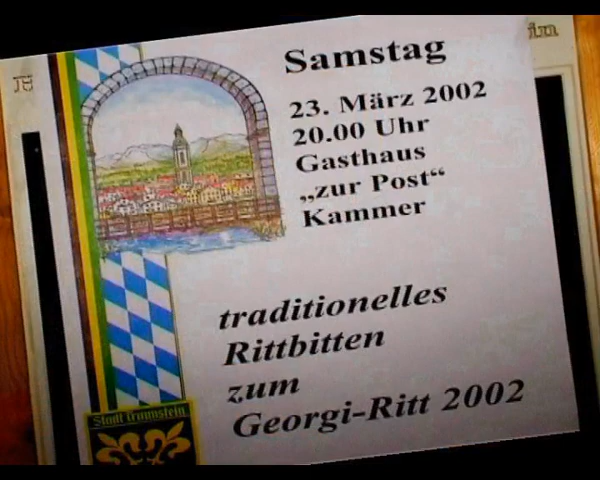 Samstag
23. März 2002
20.00 Uhr
Gasthaus
„zur Post“
Kammer
traditionelles
Rittbitten
zum
Georgi-Ritt 2002
Stadt Traunstein